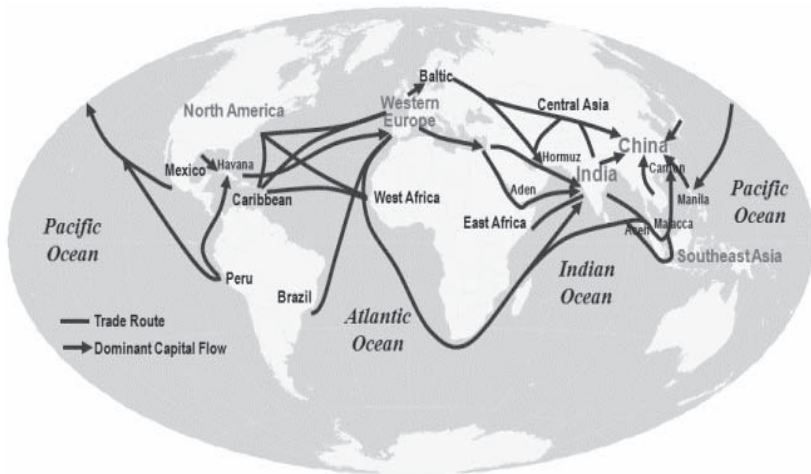 Baltic
North America
Western
Europe
Central Asia
China
Mexico
Havana
Hormuz
India
Canton
Caribbean
West Africa
Aden
Manila
Pacific
Ocean
East Africa
Malacca
Aceh
Pacific
Ocean
Southeast Asia
Peru
Indian
Ocean
Brazil
Atlantic
Ocean
Trade Route
Dominant Capital Flow